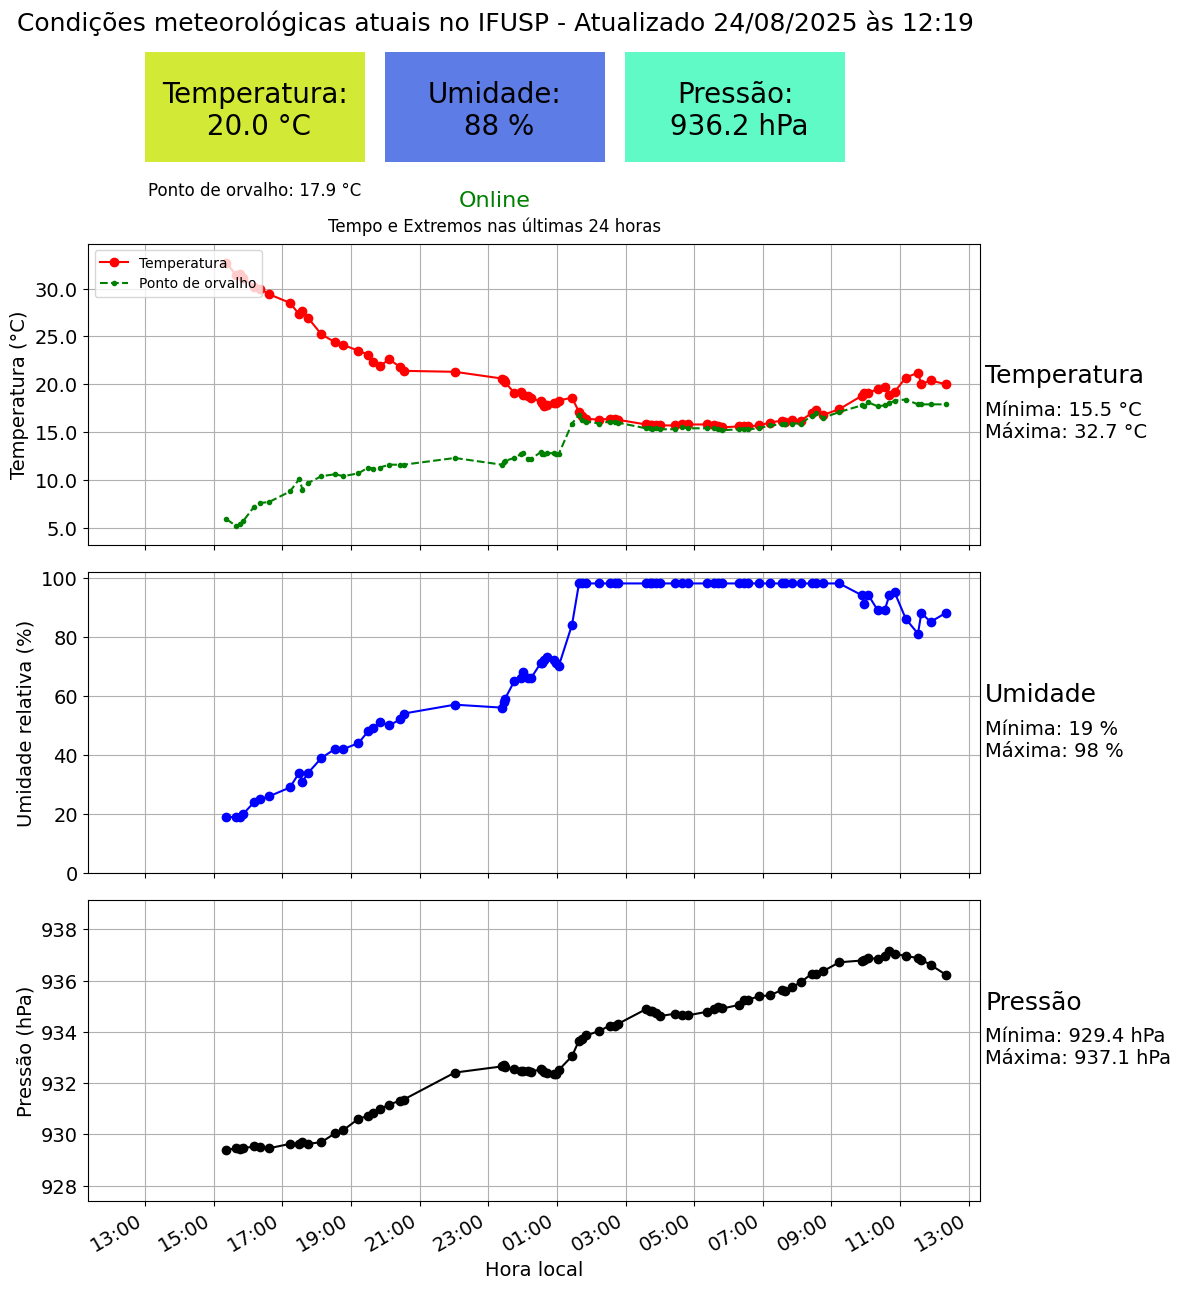 Condições meteorológicas atuais no IFUSP - Atualizado 24/08/2025 às 12:19
Temperatura:
20.0 °C
Umidade:
88 %
Pressão:
936.2 hPa
Ponto de orvalho: 17.9 °C
Online
Tempo e Extremos nas últimas 24 horas
Temperatura
Ponto de orvalho
Temperatura (°C)
30.0
25.0
20.0
15.0
10.0
5.0
Temperatura
Mínima: 15.5 °C
Máxima: 32.7 °C
Umidade relativa (%)
100
80
60
40
20
0
Umidade
Mínima: 19 %
Máxima: 98 %
Pressão (hPa)
938
936
934
932
930
928
Pressão
Mínima: 929.4 hPa
Máxima: 937.1 hPa
13:00
15:00
17:00
19:00
21:00
23:00
01:00
03:00
05:00
07:00
09:00
11:00
13:00
Hora local